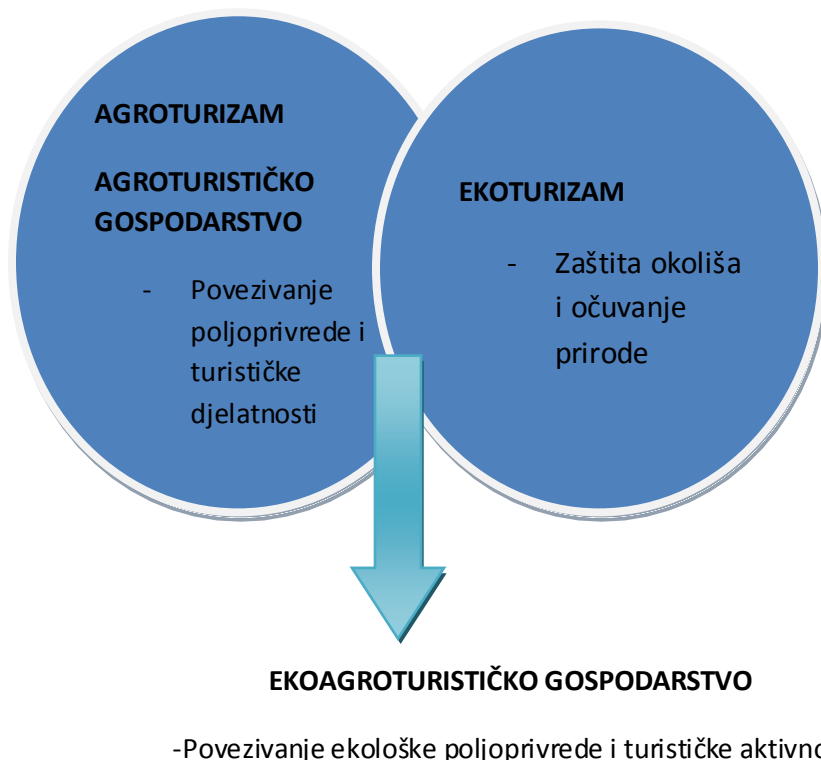 AGROTURIZAM
AGROTURISTIČKO
GOSPODARSTVO
- Povezivanje
poljoprivrede i
turističke
djelatnosti
EKOTURIZAM
- Zaštita okoliša
i očuvanje
prirode
EKOAGROTURISTIČKO GOSPODARSTVO
-Povezivanje ekološke poljoprivrede i turističke